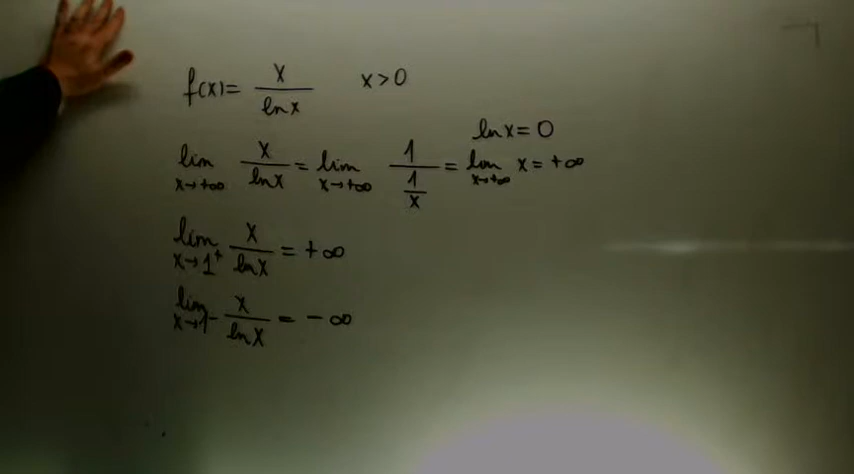 f(x)= x/ln x x>0
ln x = 0
lim x→+∞ x/ln x = lim x→+∞ 1/(1/x) = lim x→+∞ x = +∞
lim x→1⁺ x/ln x = +∞
lim x→1⁻ x/ln x = -∞